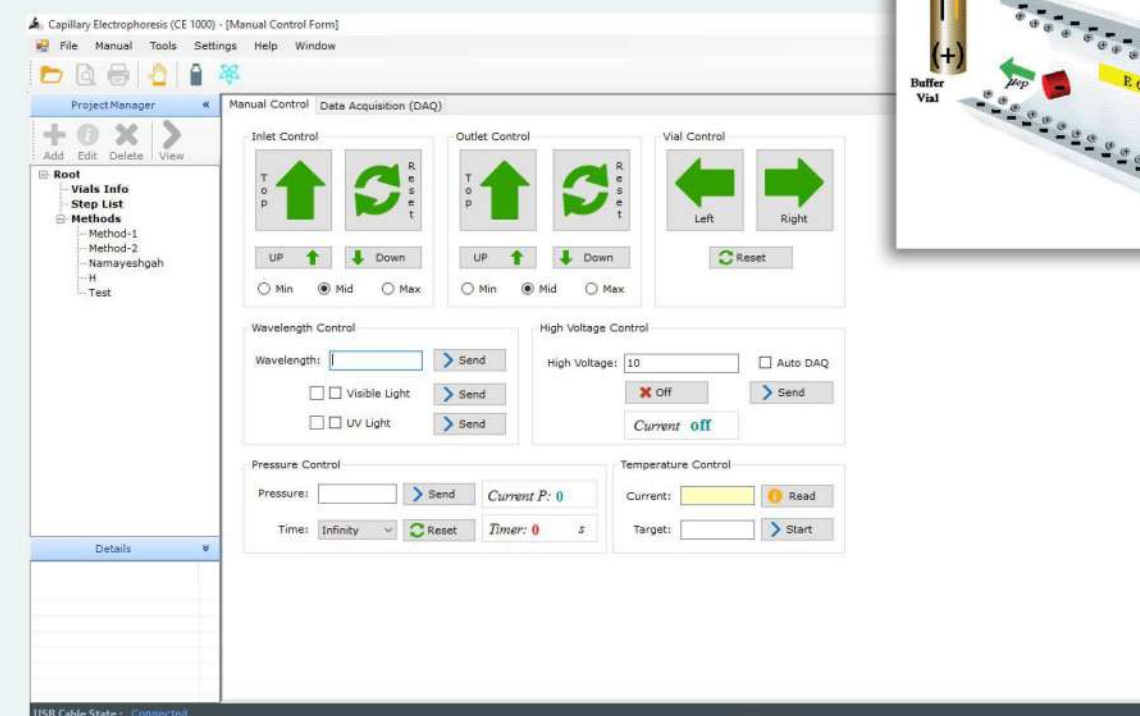 Capillary Electrophoresis (CE 1000) - [Manual Control Form]
File Manual Tools Settings Help Window
ProjectManager «
Add Edit Delete View
Root
Vials Info
Step List
Methods
Method-1
Method-2
Namayeshgah
H
Test
Details
Manual Control Data Acquisition (DAQ)
Inlet Control
Top
Reset
UP Down
Min Mid Max
Outlet Control
Top
Reset
UP Down
Min Mid Max
Vial Control
Left Right
Reset
Wavelength Control
Wavelength: Send
Visible Light Send
UV Light Send
High Voltage Control
High Voltage: 10 Auto DAQ
Off Send
Current off
Pressure Control
Pressure: Send Current P: 0
Time: Infinity Reset Timer: 0 s
Temperature Control
Current: Read
Target: Start
USB Cable State : Connected
(+)
Buffer
Vial
μep
E